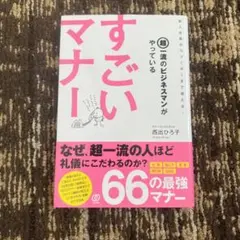 超一流のビジネスマンが
やっている
すごい
マナー
西出ひろ子
なぜ、超一流の人ほど
礼儀にこだわるのか?
66の最強
マナー